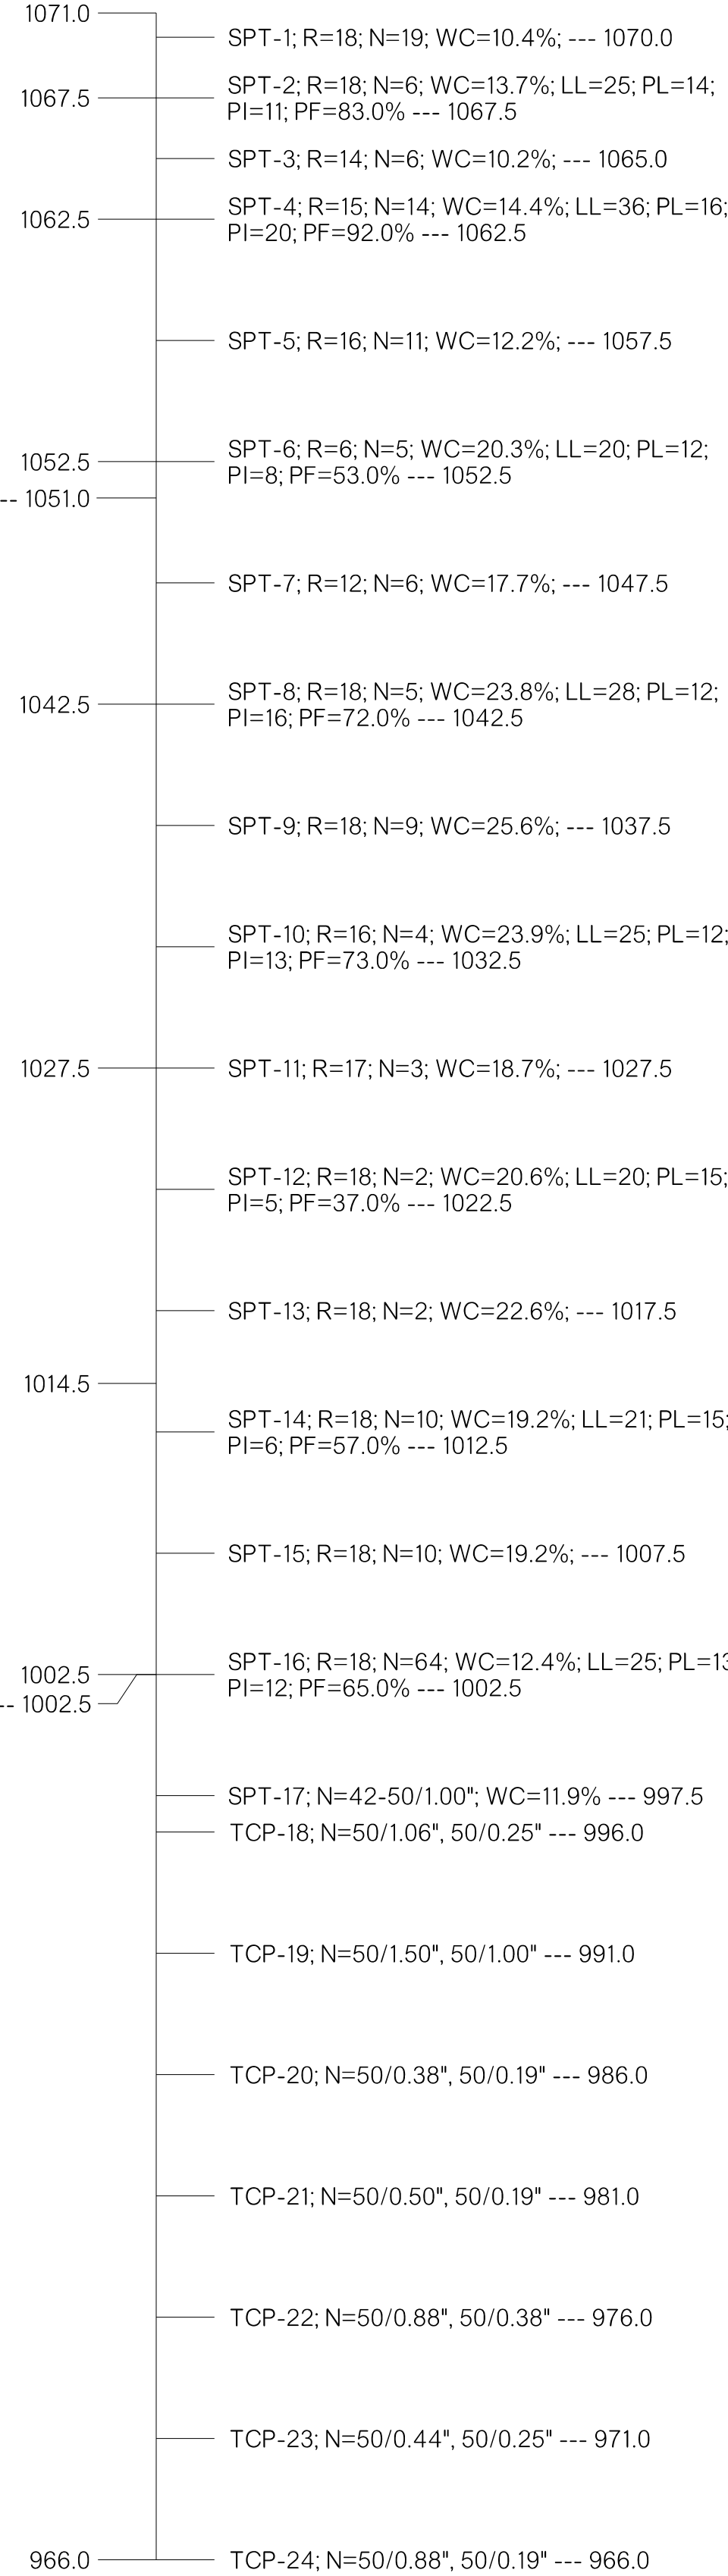 1071.0
SPT-1; R=18; N=19; WC=10.4%; --- 1070.0
SPT-2; R=18; N=6; WC=13.7%; LL=25; PL=14;
1067.5
PI=11; PF=83.0% --- 1067.5
SPT-3; R=14; N=6; WC=10.2%; --- 1065.0
SPT-4; R=15; N=14; WC=14.4%; LL=36; PL=16;
1062.5
PI=20; PF=92.0% --- 1062.5
SPT-5; R=16; N=11; WC=12.2%; --- 1057.5
SPT-6; R=6; N=5; WC=20.3%; LL=20; PL=12;
1052.5
PI=8; PF=53.0% --- 1052.5
-- 1051.0
SPT-7; R=12; N=6; WC=17.7%; --- 1047.5
SPT-8; R=18; N=5; WC=23.8%; LL=28; PL=12;
1042.5
PI=16; PF=72.0% --- 1042.5
SPT-9; R=18; N=9; WC=25.6%; --- 1037.5
SPT-10; R=16; N=4; WC=23.9%; LL=25; PL=12;
PI=13; PF=73.0% --- 1032.5
1027.5
SPT-11; R=17; N=3; WC=18.7%; --- 1027.5
SPT-12; R=18; N=2; WC=20.6%; LL=20; PL=15;
PI=5; PF=37.0% --- 1022.5
SPT-13; R=18; N=2; WC=22.6%; --- 1017.5
1014.5
SPT-14; R=18; N=10; WC=19.2%; LL=21; PL=15;
PI=6; PF=57.0% --- 1012.5
SPT-15; R=18; N=10; WC=19.2%; --- 1007.5
SPT-16; R=18; N=64; WC=12.4%; LL=25; PL=13
1002.5
PI=12; PF=65.0% --- 1002.5
-- 1002.5
SPT-17; N=42-50/1.00"; WC=11.9% --- 997.5
TCP-18; N=50/1.06", 50/0.25" --- 996.0
TCP-19; N=50/1.50", 50/1.00" --- 991.0
TCP-20; N=50/0.38", 50/0.19" --- 986.0
TCP-21; N=50/0.50", 50/0.19" --- 981.0
TCP-22; N=50/0.88", 50/0.38" --- 976.0
TCP-23; N=50/0.44", 50/0.25" --- 971.0
966.0
TCP-24; N=50/0.88", 50/0.19" --- 966.0